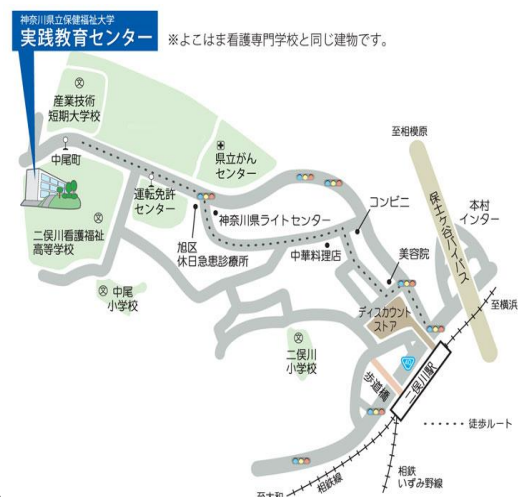 神奈川県立保健福祉大学
実践教育センター
※よこはま看護専門学校と同じ建物です。
産業技術
短期大学校
中尾町
県立がん
センター
至相模原
運転免許
センター
コンビニ
本村
インター
保土ヶ谷バイパス
神奈川県ライトセンター
二俣川看護福祉
高等学校
旭区
休日急患診療所
中華料理店
美容院
中尾
小学校
ディスカウント
ストア
至横浜
二俣川
小学校
二俣川駅
歩道橋
徒歩ルート
相鉄
いずみ野線
相鉄線
至大和